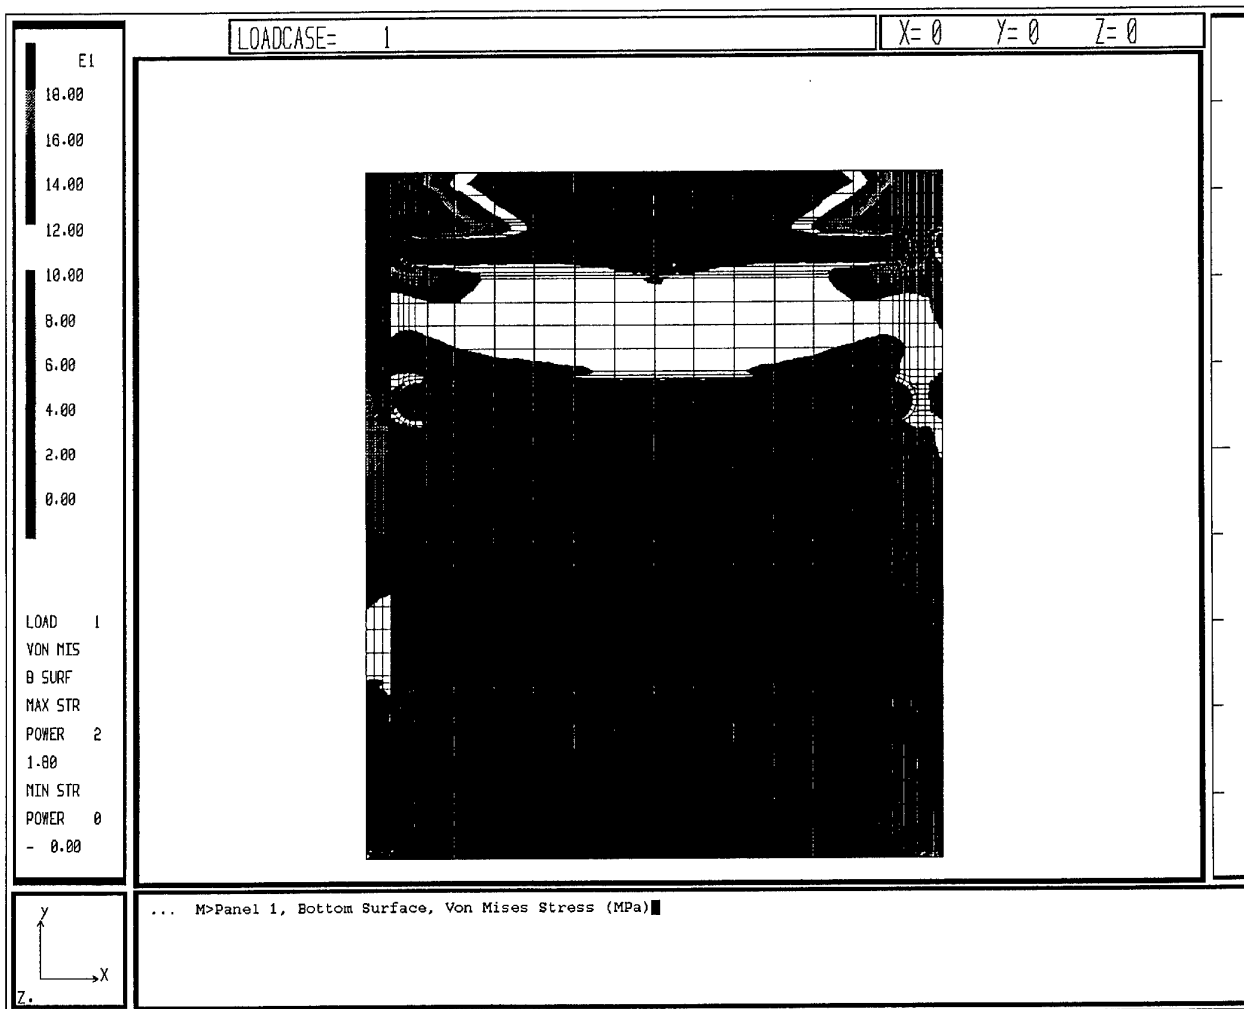 LOADCASE= 1
X= 0 Y= 0 Z= 0
E1
18.00
16.00
14.00
12.00
10.00
8.00
6.00
4.00
2.00
0.00
LOAD 1
VON MIS
B SURF
MAX STR
POWER 2
1.80
MIN STR
POWER 0
- 0.00
y
X
Z.
... M>Panel 1, Bottom Surface, Von Mises Stress (MPa)